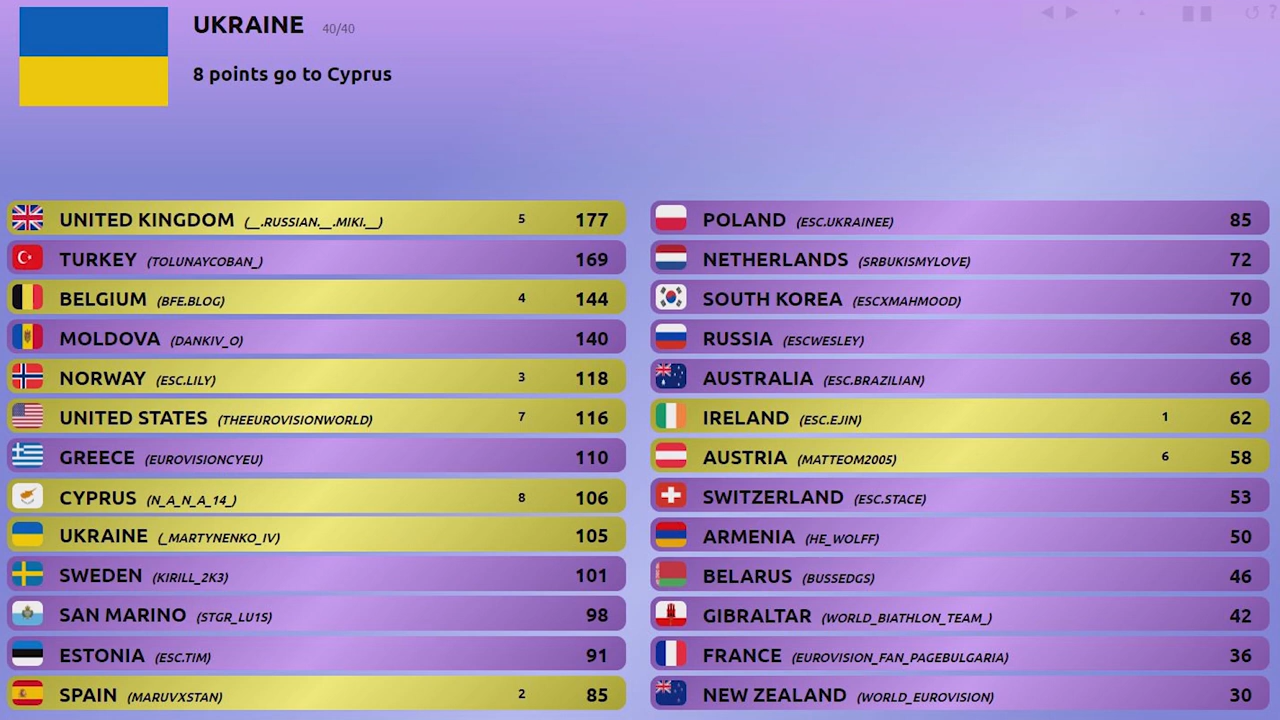 UKRAINE 40/40
8 points go to Cyprus
UNITED KINGDOM (__.RUSSIAN.__.MIKI.__) 5 177
TURKEY (TOLUNAYCOBAN_) 169
BELGIUM (BFE.BLOG) 4 144
MOLDOVA (DANKIV_O) 140
NORWAY (ESC.LILY) 3 118
UNITED STATES (THEEUROVISIONWORLD) 7 116
GREECE (EUROVISIONCYEU) 110
CYPRUS (N_A_N_A_14_) 8 106
UKRAINE (_MARTYNENKO_IV) 105
SWEDEN (KIRILL_2K3) 101
SAN MARINO (STGR_LU1S) 98
ESTONIA (ESC.TIM) 91
SPAIN (MARUVXSTAN) 2 85
POLAND (ESC.UKRAINEE) 85
NETHERLANDS (SRBUKISMYLOVE) 72
SOUTH KOREA (ESCXMAHMOOD) 70
RUSSIA (ESCWESLEY) 68
AUSTRALIA (ESC.BRAZILIAN) 66
IRELAND (ESC.EJIN) 1 62
AUSTRIA (MATTEOM2005) 6 58
SWITZERLAND (ESC.STACE) 53
ARMENIA (HE_WOLFF) 50
BELARUS (BUSSEDGS) 46
GIBRALTAR (WORLD_BIATHLON_TEAM_) 42
FRANCE (EUROVISION_FAN_PAGEBULGARIA) 36
NEW ZEALAND (WORLD_EUROVISION) 30